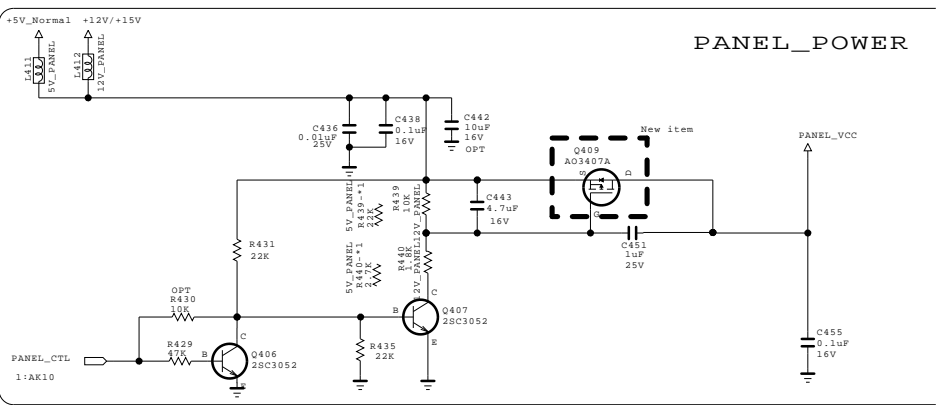 +5V_Normal
+12V/+15V
PANEL_POWER
L411
5V_PANEL
L412
12V_PANEL
C436
0.01uF
25V
C438
0.1uF
16V
C442
10uF
16V
OPT
New item
Q409
AO3407A
S
D
G
PANEL_VCC
5V_PANEL
R439-*1
22K
R439
10K
12V_PANEL
C443
4.7uF
16V
C451
1uF
25V
R431
22K
5V_PANEL
R440-*1
2.7K
R440
1.8K
12V_PANEL
OPT
R430
10K
C
B
E
Q407
2SC3052
R429
47K
PANEL_CTL
1:AK10
C
B
E
Q406
2SC3052
R435
22K
C455
0.1uF
16V